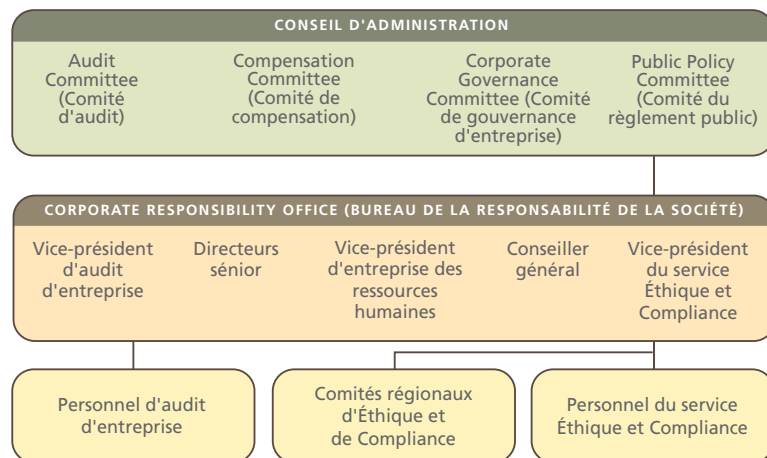 CONSEIL D'ADMINISTRATION
Audit
Committee
(Comité
d'audit)
Compensation
Committee
(Comité de
compensation)
Corporate
Governance
Committee (Comité
de gouvernance
d'entreprise)
Public Policy
Committee
(Comité du
règlement public)
CORPORATE RESPONSIBILITY OFFICE (BUREAU DE LA RESPONSABILITÉ DE LA SOCIÉTÉ)
Vice-président
d'audit
d'entreprise
Directeurs
sénior
Vice-président
d'entreprise des
ressources
humaines
Conseiller
général
Vice-président
du service
Éthique et
Compliance
Personnel d'audit
d'entreprise
Comités régionaux
d'Éthique et
de Compliance
Personnel du service
Éthique et Compliance